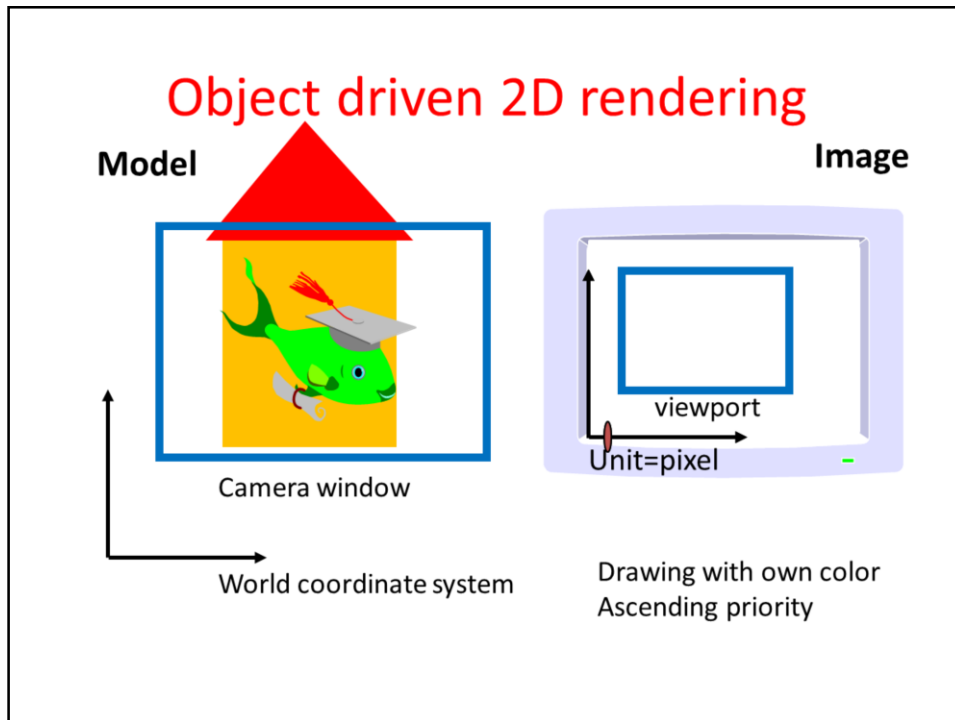 Object driven 2D rendering
Model
Image
viewport
Unit=pixel
Camera window
World coordinate system
Drawing with own color
Ascending priority